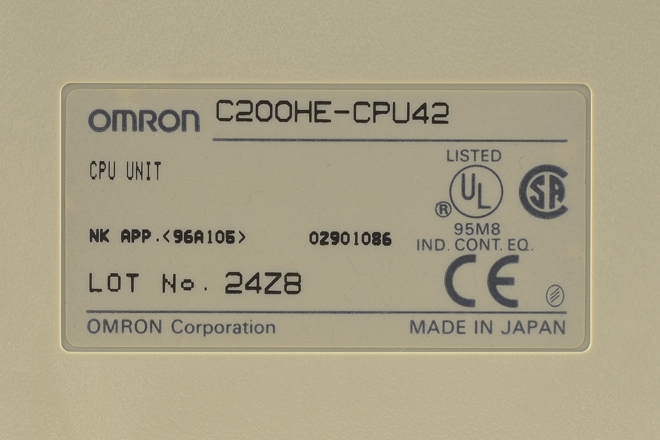 OMRON C200HE-CPU42
CPU UNIT
LISTED
UL
®
SA
95M8
IND. CONT. EQ.
NK APP.<96A105> 02901086
LOT No. 24Z8
CE
OMRON Corporation MADE IN JAPAN